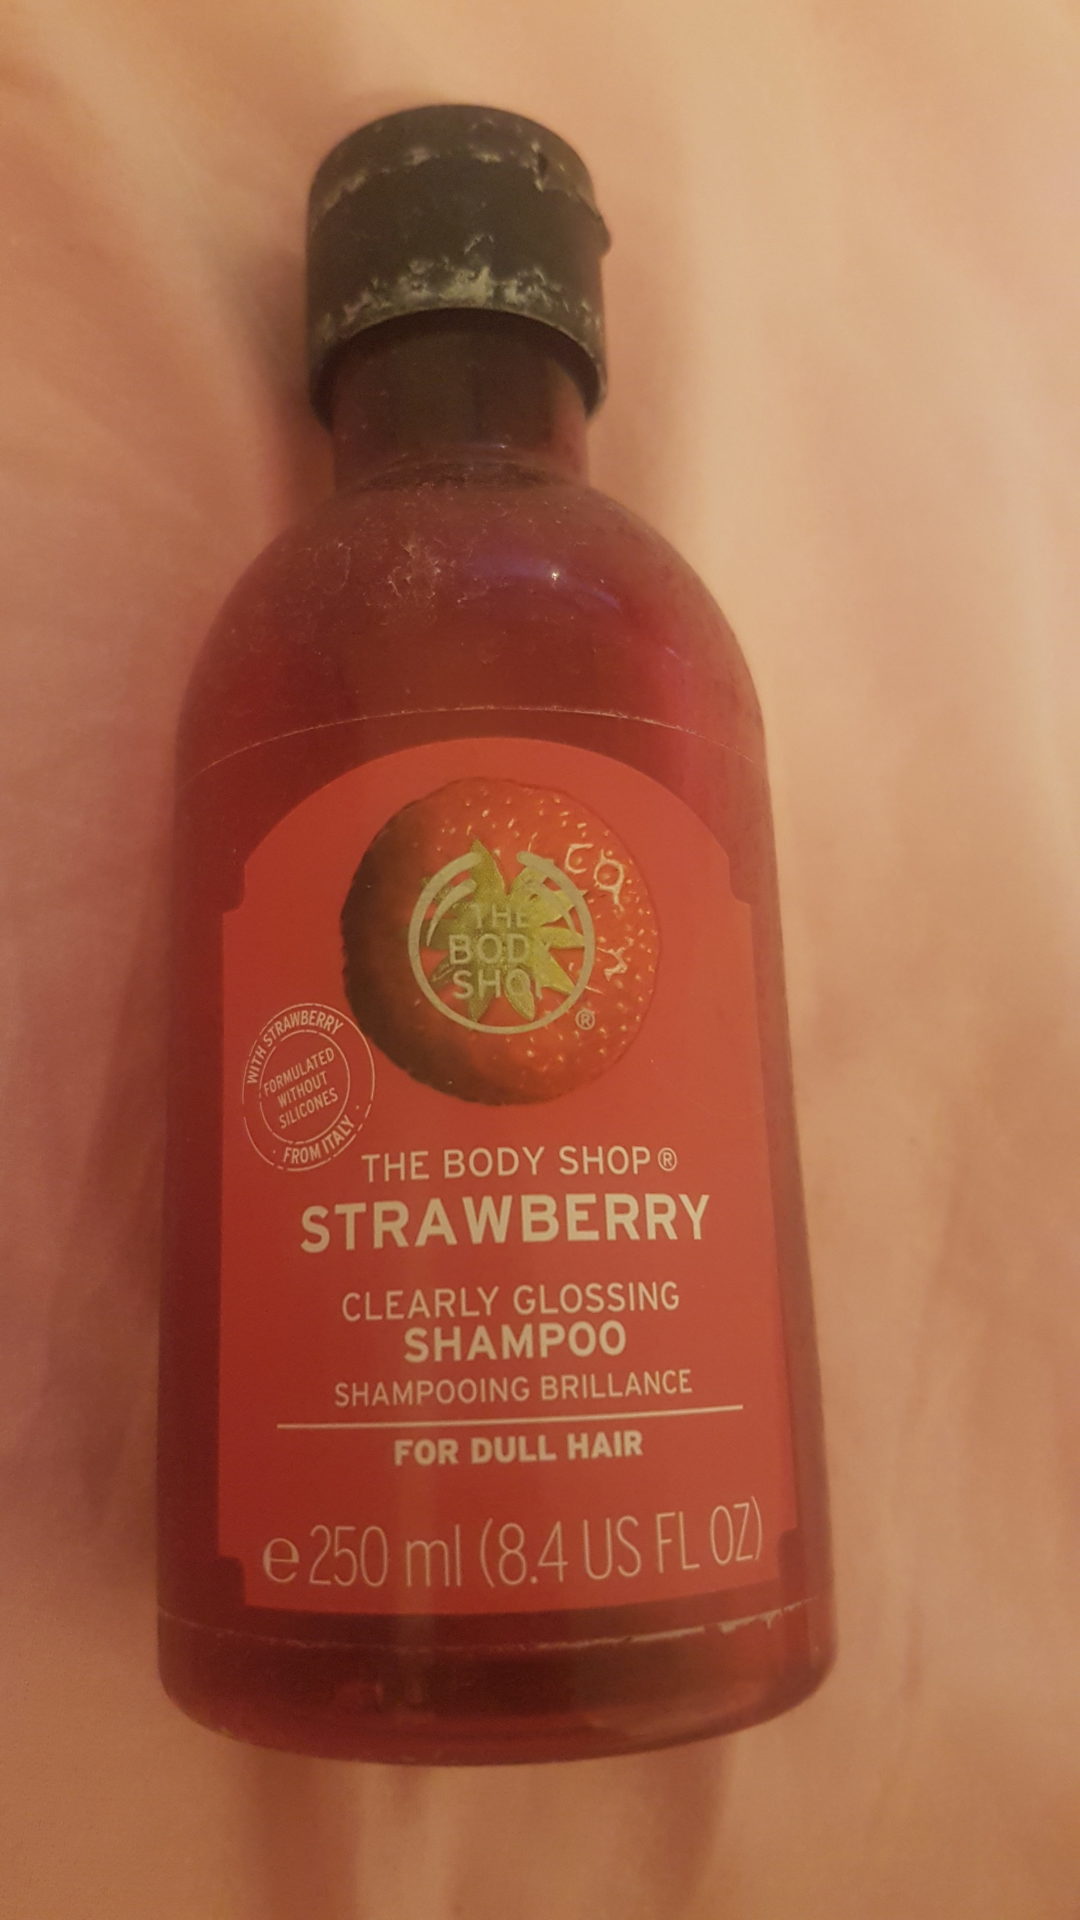 THE
BODY
SHOP
®
WITH STRAWBERRY
FORMULATED
WITHOUT
SILICONES
· FROM ITALY ·
THE BODY SHOP®
STRAWBERRY
CLEARLY GLOSSING
SHAMPOO
SHAMPOOING BRILLANCE
FOR DULL HAIR
e 250 ml (8.4 US FL OZ)